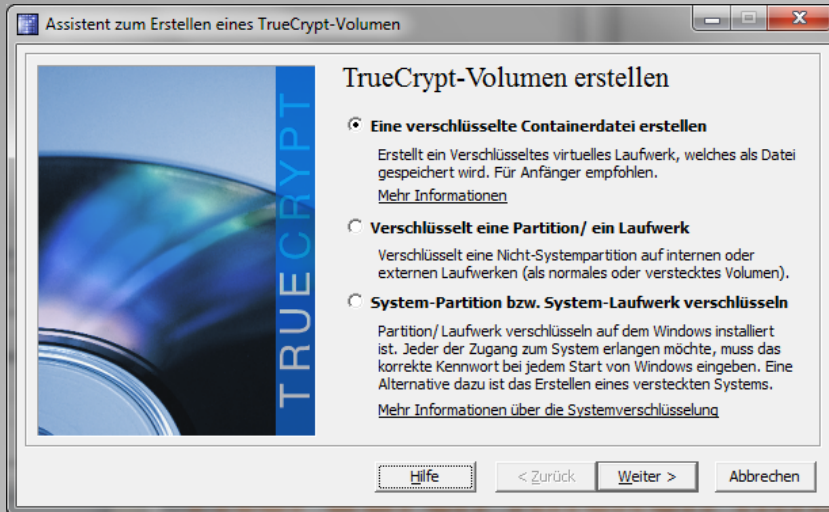 Assistent zum Erstellen eines TrueCrypt-Volumen
TRUECRYPT
TrueCrypt-Volumen erstellen
Eine verschlüsselte Containerdatei erstellen
Erstellt ein Verschlüsseltes virtuelles Laufwerk, welches als Datei
gespeichert wird. Für Anfänger empfohlen.
Mehr Informationen
Verschlüsselt eine Partition/ ein Laufwerk
Verschlüsselt eine Nicht-Systempartition auf internen oder
externen Laufwerken (als normales oder verstecktes Volumen).
System-Partition bzw. System-Laufwerk verschlüsseln
Partition/Laufwerk verschlüsseln auf dem Windows installiert
ist. Jeder der Zugang zum System erlangen möchte, muss das
korrekte Kennwort bei jedem Start von Windows eingeben. Eine
Alternative dazu ist das Erstellen eines versteckten Systems.
Mehr Informationen über die Systemverschlüsselung
Hilfe
< Zurück
Weiter >
Abbrechen